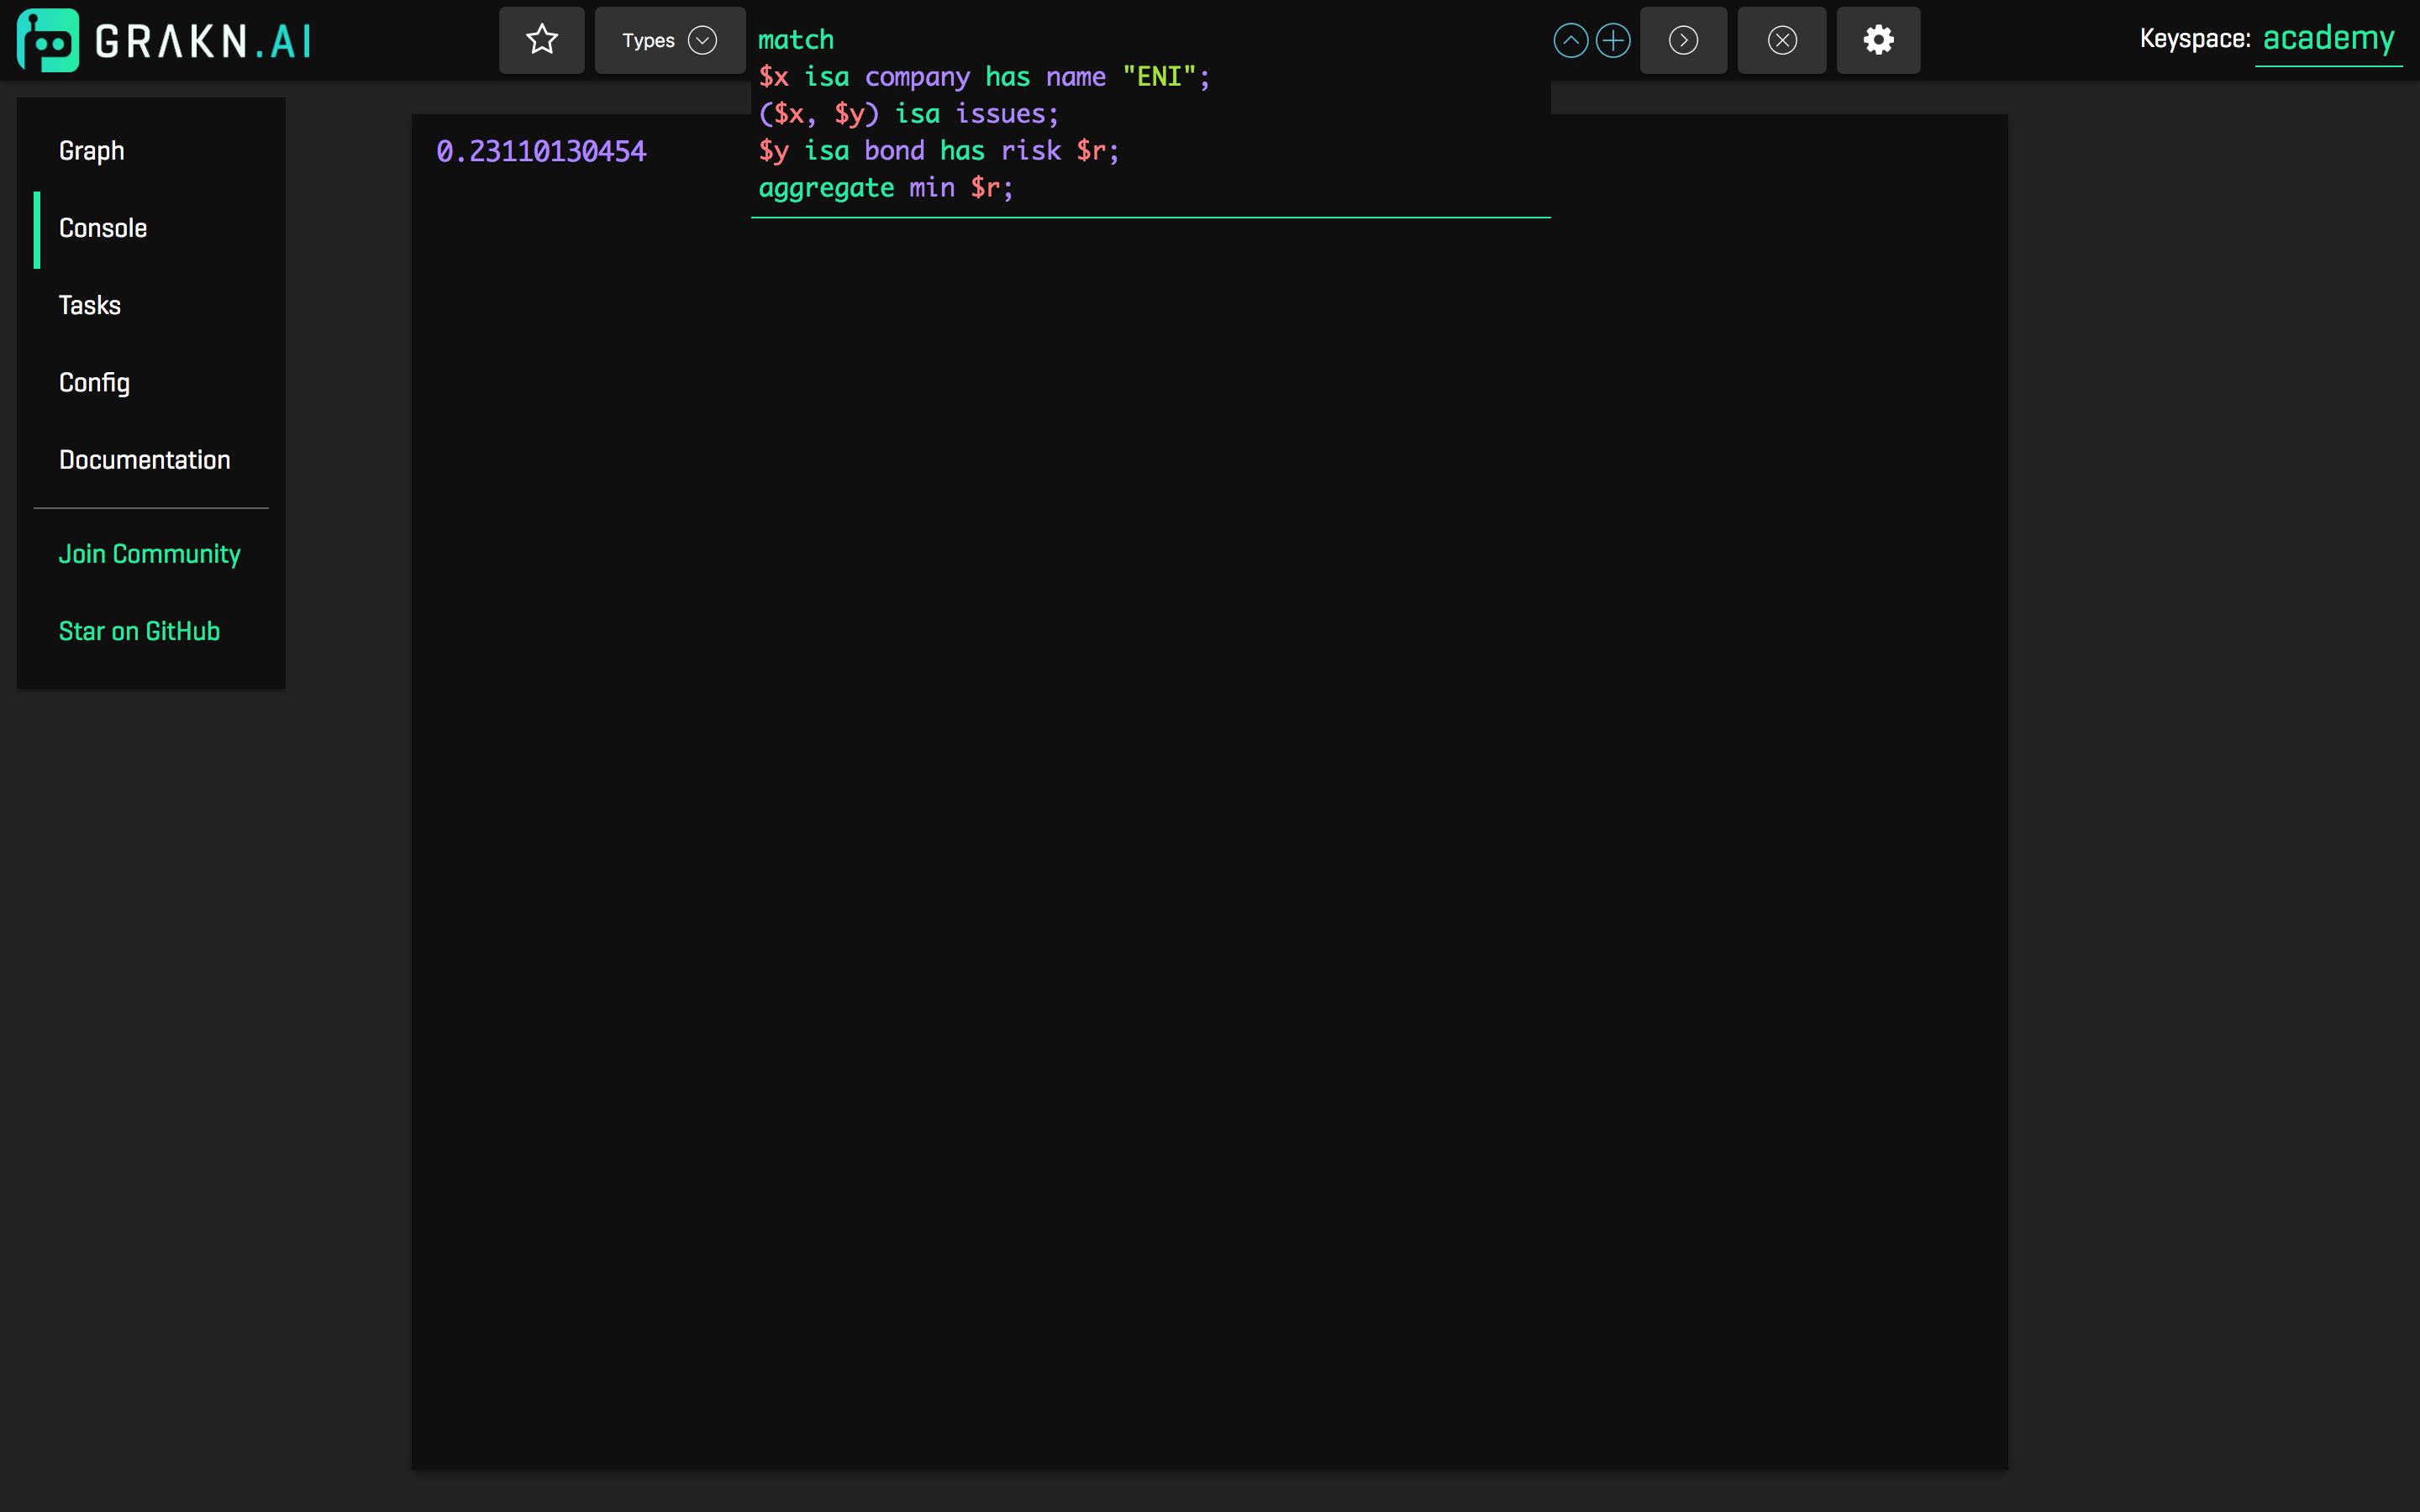 GRAKN.AI
Types
match
$x isa company has name "ENI";
($x, $y) isa issues;
$y isa bond has risk $r;
aggregate min $r;
Keyspace: academy
Graph
Console
Tasks
Config
Documentation
Join Community
Star on GitHub
0.23110130454